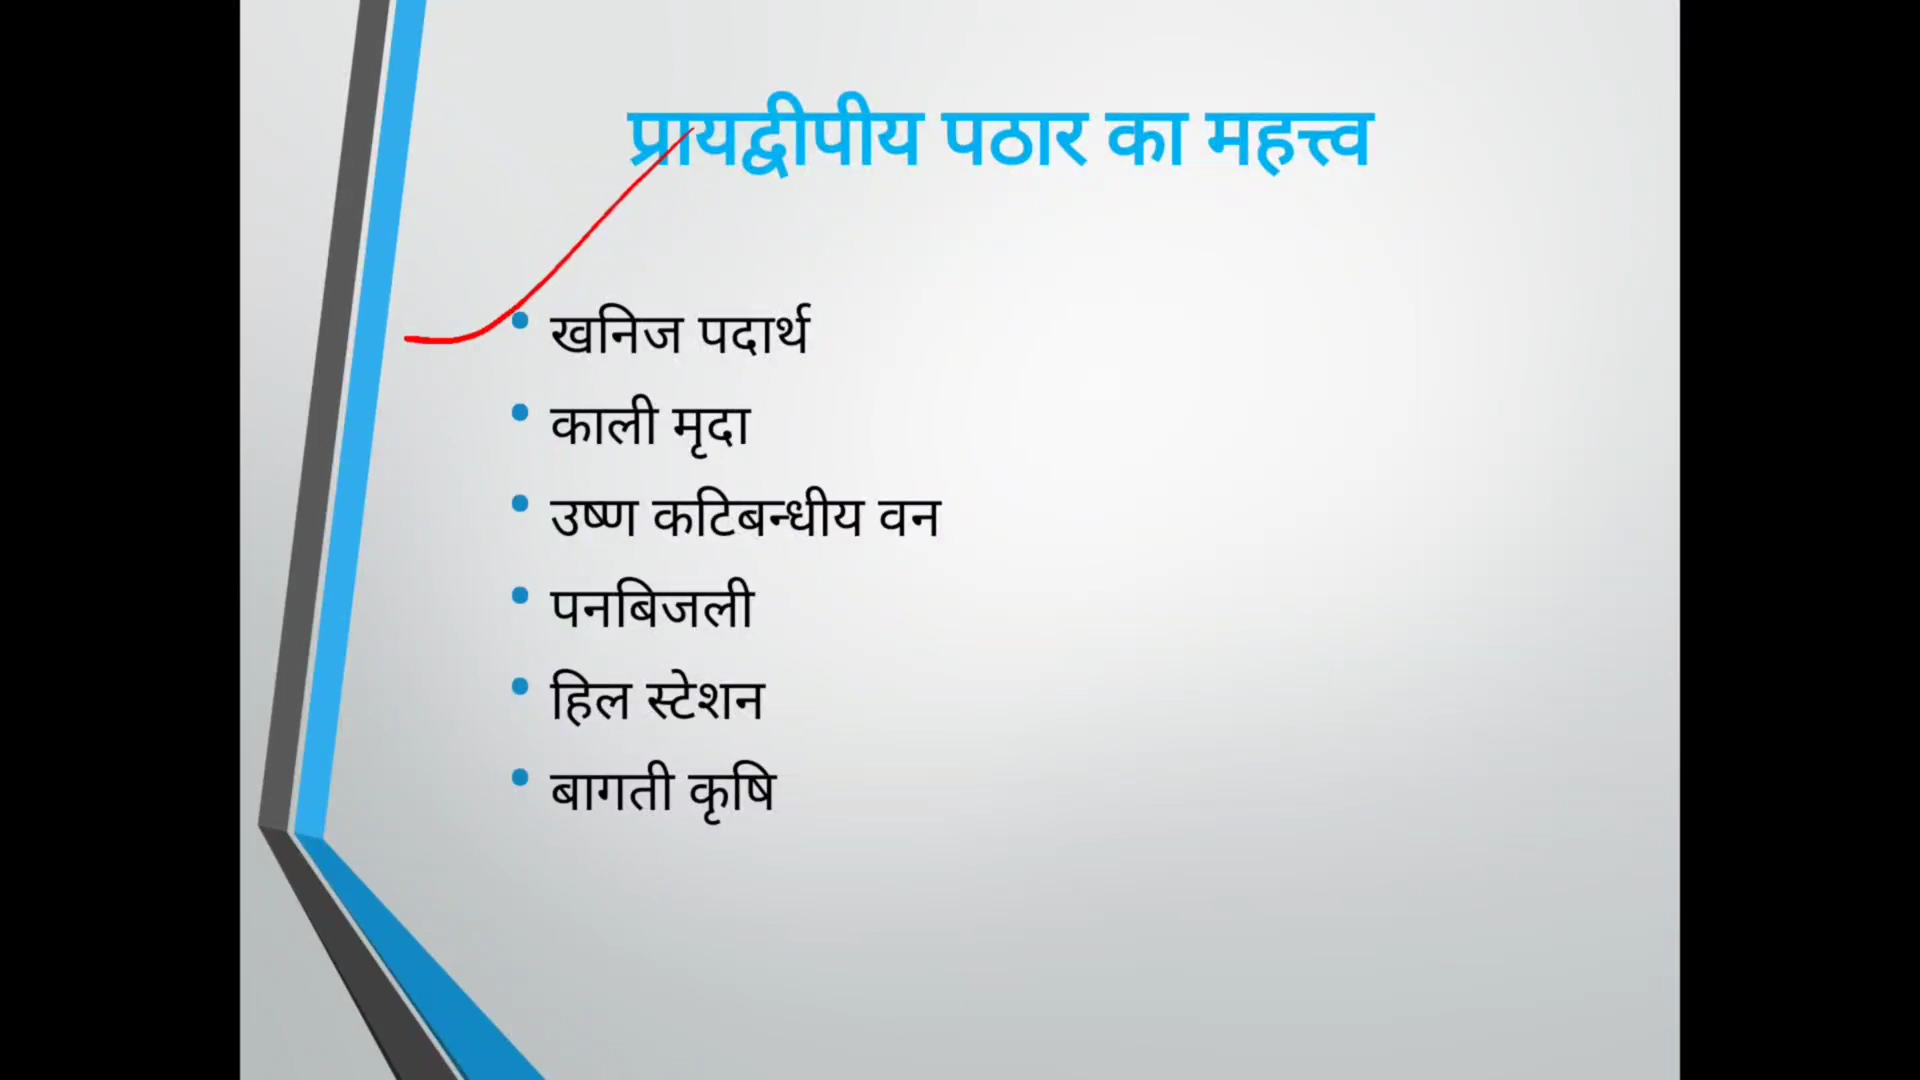 प्रायद्वीपीय पठार का महत्त्व
खनिज पदार्थ
काली मृदा
उष्ण कटिबन्धीय वन
पनबिजली
हिल स्टेशन
बागती कृषि